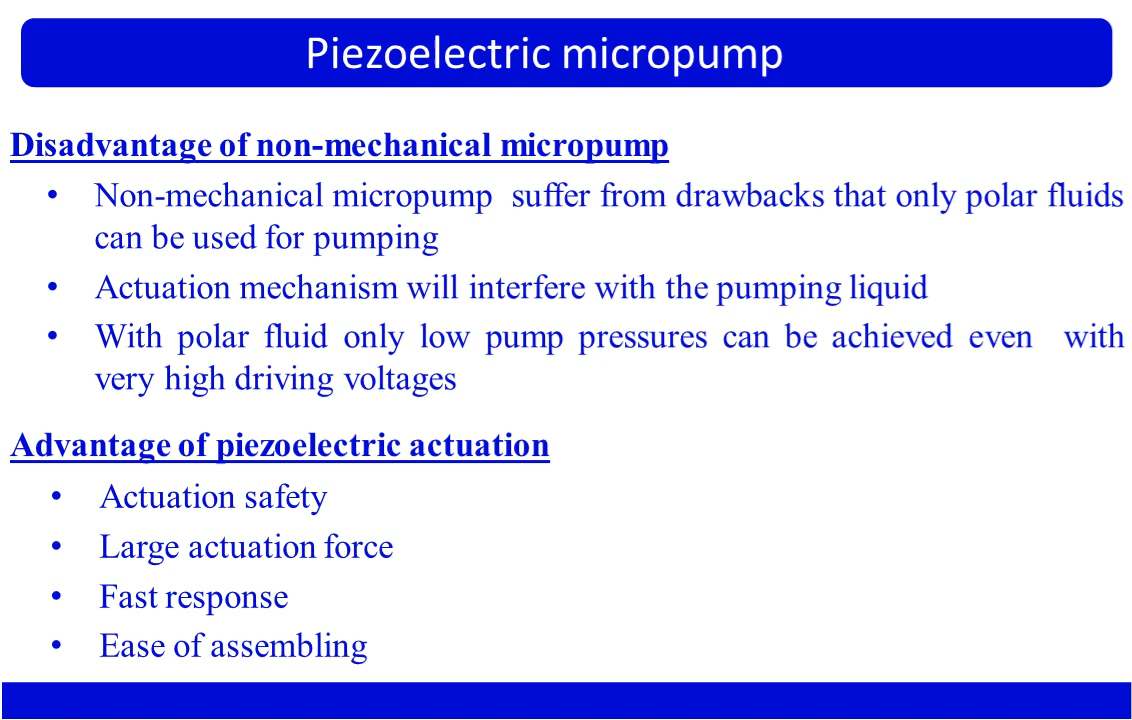 Piezoelectric micropump
Disadvantage of non-mechanical micropump
• Non-mechanical micropump suffer from drawbacks that only polar fluids
can be used for pumping
• Actuation mechanism will interfere with the pumping liquid
• With polar fluid only low pump pressures can be achieved even with
very high driving voltages
Advantage of piezoelectric actuation
• Actuation safety
• Large actuation force
• Fast response
• Ease of assembling